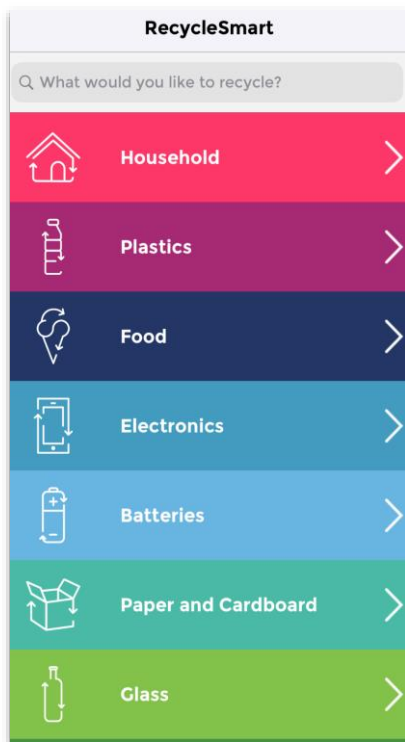 RecycleSmart
What would you like to recycle?
Household
Plastics
Food
Electronics
Batteries
Paper and Cardboard
Glass